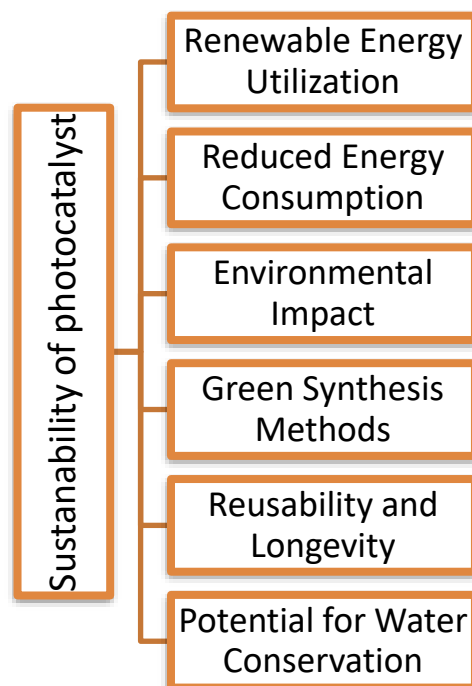 Sustanability of photocatalyst
Renewable Energy
Utilization
Reduced Energy
Consumption
Environmental
Impact
Green Synthesis
Methods
Reusability and
Longevity
Potential for Water
Conservation